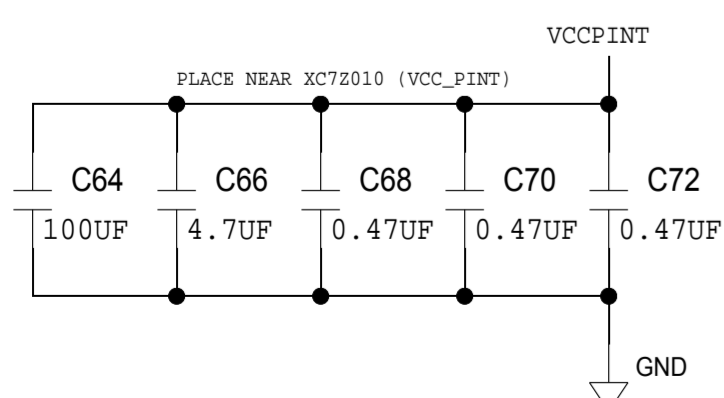 VCCPINT
PLACE NEAR XC7Z010 (VCC_PINT)
C64 C66 C68 C70 C72
100UF 4.7UF 0.47UF 0.47UF 0.47UF
GND